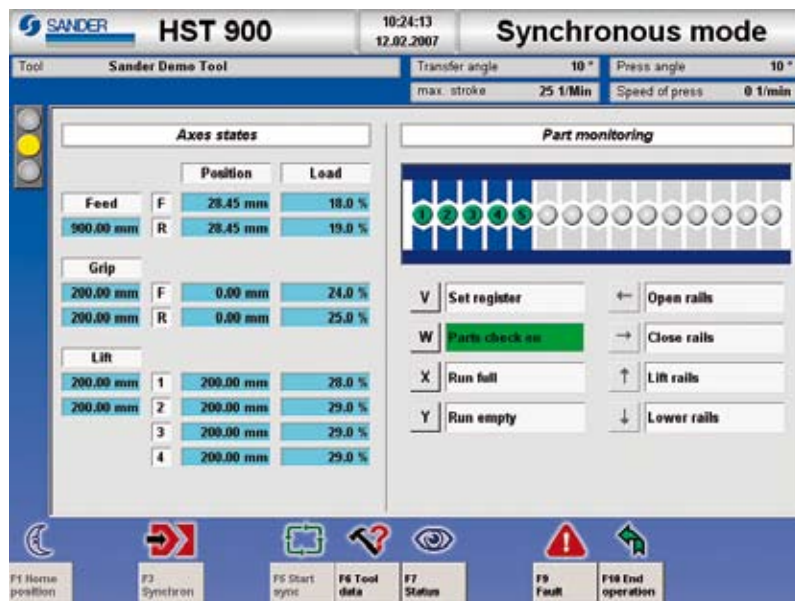 SANDER HST 900 10:24:13 12.02.2007 Synchronous mode
Tool Sander Demo Tool Transfer angle 10 ° Press angle 10 °
max. stroke 25 1/Min Speed of press 0 1/min
Axes states
Position Load
Feed F 28.45 mm 18.0 %
900.00 mm R 28.45 mm 19.0 %
Grip
200.00 mm F 0.00 mm 24.0 %
200.00 mm R 0.00 mm 25.0 %
Lift
200.00 mm 1 200.00 mm 28.0 %
200.00 mm 2 200.00 mm 29.0 %
3 200.00 mm 29.0 %
4 200.00 mm 29.0 %
Part monitoring
1 2 3 4 5
V Set register ← Open rails
W Parts check on → Close rails
X Run full ↑ Lift rails
Y Run empty ↓ Lower rails
F1 Home position
F3 Synchron
F5 Start sync
F6 Tool data
F7 Status
F9 Fault
F10 End operation